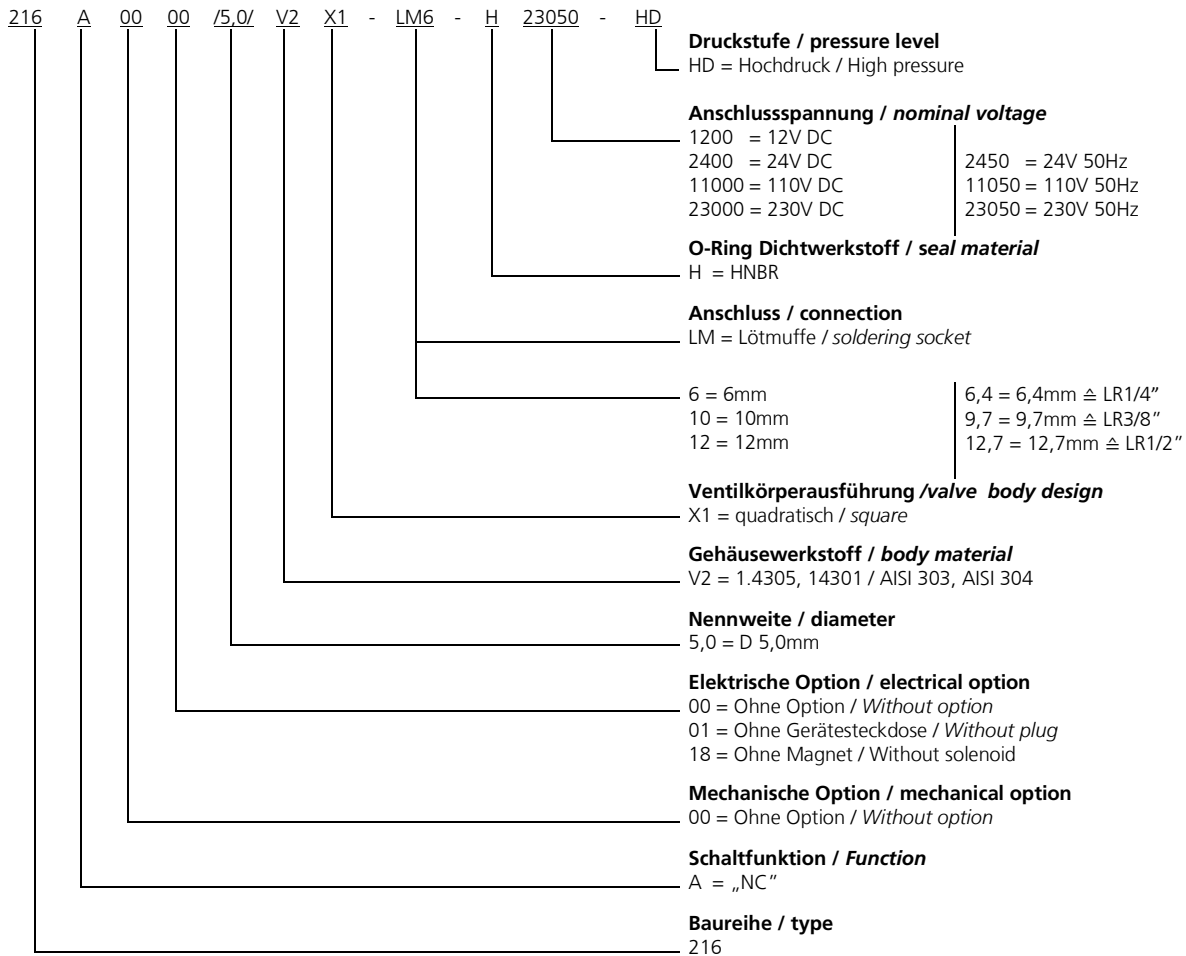 216 A 00 00 /5,0/ V2 X1 - LM6 - H 23050 - HD
Druckstufe / pressure level
HD = Hochdruck / High pressure
Anschlussspannung / nominal voltage
1200 = 12V DC
2400 = 24V DC 2450 = 24V 50Hz
11000 = 110V DC 11050 = 110V 50Hz
23000 = 230V DC 23050 = 230V 50Hz
O-Ring Dichtwerkstoff / seal material
H = HNBR
Anschluss / connection
LM = Lötmuffe / soldering socket
6 = 6mm 6,4 = 6,4mm ≙ LR1/4”
10 = 10mm 9,7 = 9,7mm ≙ LR3/8”
12 = 12mm 12,7 = 12,7mm ≙ LR1/2”
Ventilkörperausführung /valve body design
X1 = quadratisch / square
Gehäusewerkstoff / body material
V2 = 1.4305, 14301 / AISI 303, AISI 304
Nennweite / diameter
5,0 = D 5,0mm
Elektrische Option / electrical option
00 = Ohne Option / Without option
01 = Ohne Gerätesteckdose / Without plug
18 = Ohne Magnet / Without solenoid
Mechanische Option / mechanical option
00 = Ohne Option / Without option
Schaltfunktion / Function
A = „NC”
Baureihe / type
216